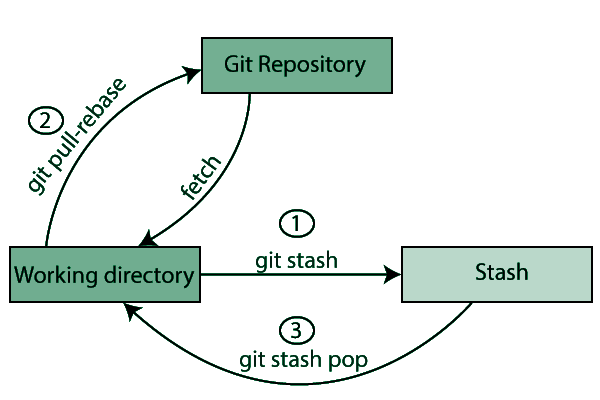 Git Repository
2
git pull-rebase
fetch
1
git stash
Working directory
Stash
3
git stash pop